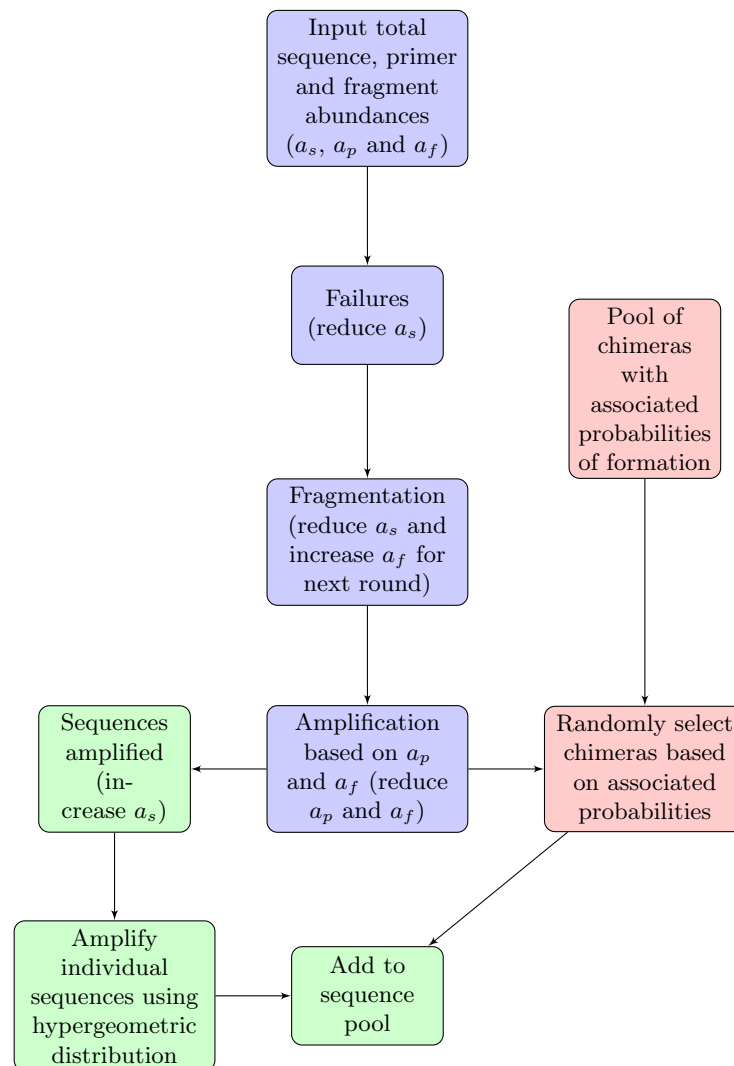 Input total
sequence, primer
and fragment
abundances
(a_s, a_p and a_f)
Failures
(reduce a_s)
Pool of
chimeras
with
associated
probabilities
of formation
Fragmentation
(reduce a_s and
increase a_f for
next round)
Sequences
amplified
(in-
crease a_s)
Amplification
based on a_p
and a_f (reduce
a_p and a_f)
Randomly select
chimeras based
on associated
probabilities
Amplify
individual
sequences using
hypergeometric
distribution
Add to
sequence
pool